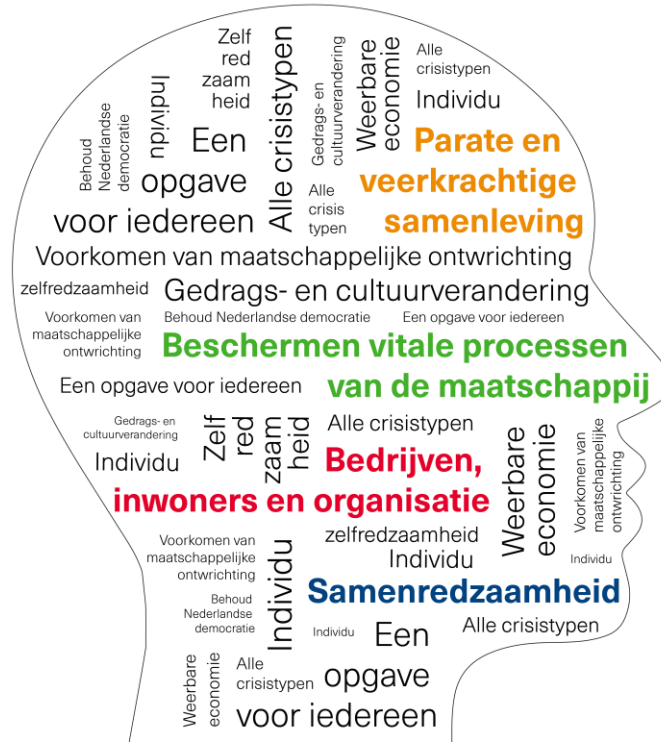 Zelf
red
zaam
heid
Behoud
Nederlandse
democratie
Individu
Een
opgave
voor iedereen
Alle crisistypen
Gedrags- en
cultuurverandering
Weerbare
economie
Alle
crisistypen
Individu
Alle
crisis
typen
Parate en
veerkrachtige
samenleving
Voorkomen van maatschappelijke ontwrichting
zelfredzaamheid
Gedrags- en cultuurverandering
Voorkomen van
maatschappelijke
ontwrichting
Behoud Nederlandse democratie
Een opgave voor iedereen
Beschermen vitale processen
van de maatschappij
Een opgave voor iedereen
Gedrags- en
cultuurverandering
Individu
Zelf
red
zaam
heid
Alle crisistypen
Bedrijven,
inwoners en organisatie
Weerbare
economie
Voorkomen van
maatschappelijke
ontwrichting
Voorkomen van
maatschappelijke
ontwrichting
Individu
zelfredzaamheid
Individu
Individu
Samenredzaamheid
Behoud
Nederlandse
democratie
Individu
Een
opgave
voor iedereen
Alle crisistypen
Weerbare
economie
Alle
crisistypen